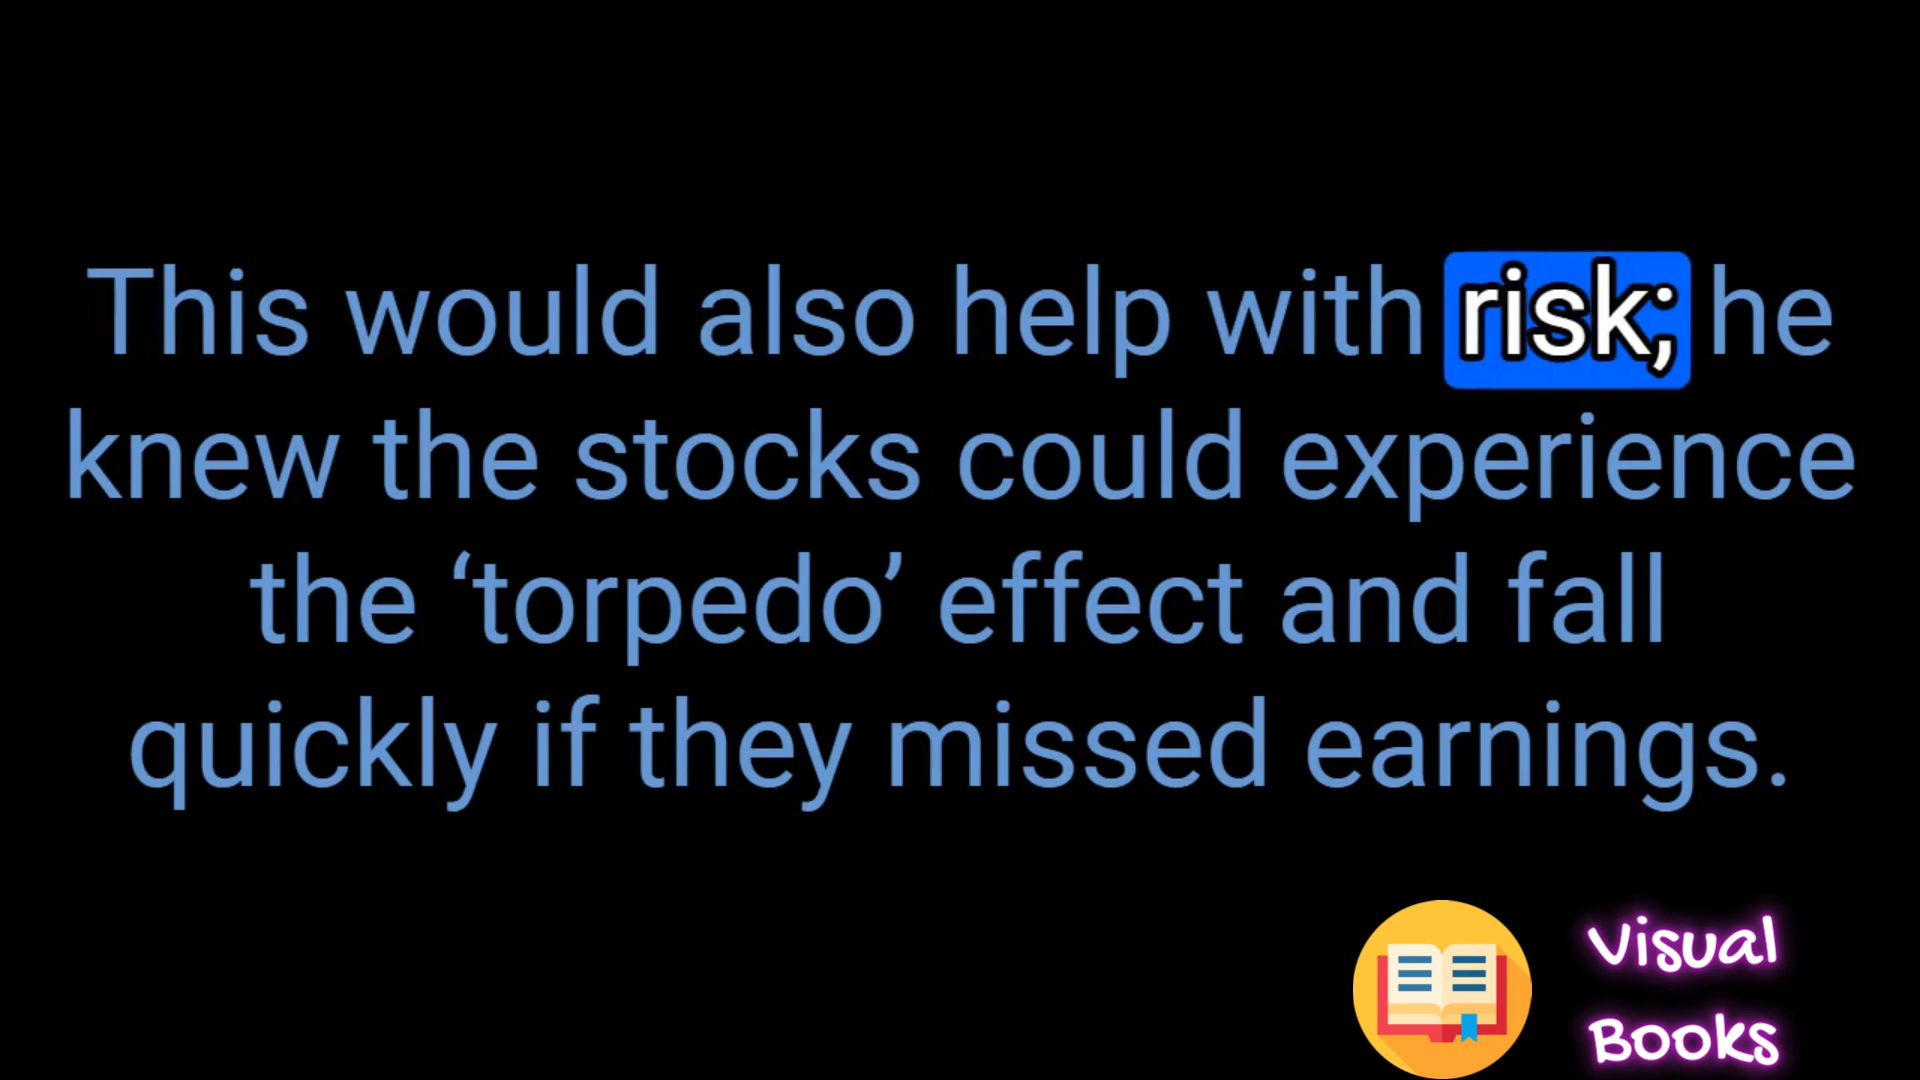 This would also help with risk; he
knew the stocks could experience
the ‘torpedo’ effect and fall
quickly if they missed earnings.
Visual
Books